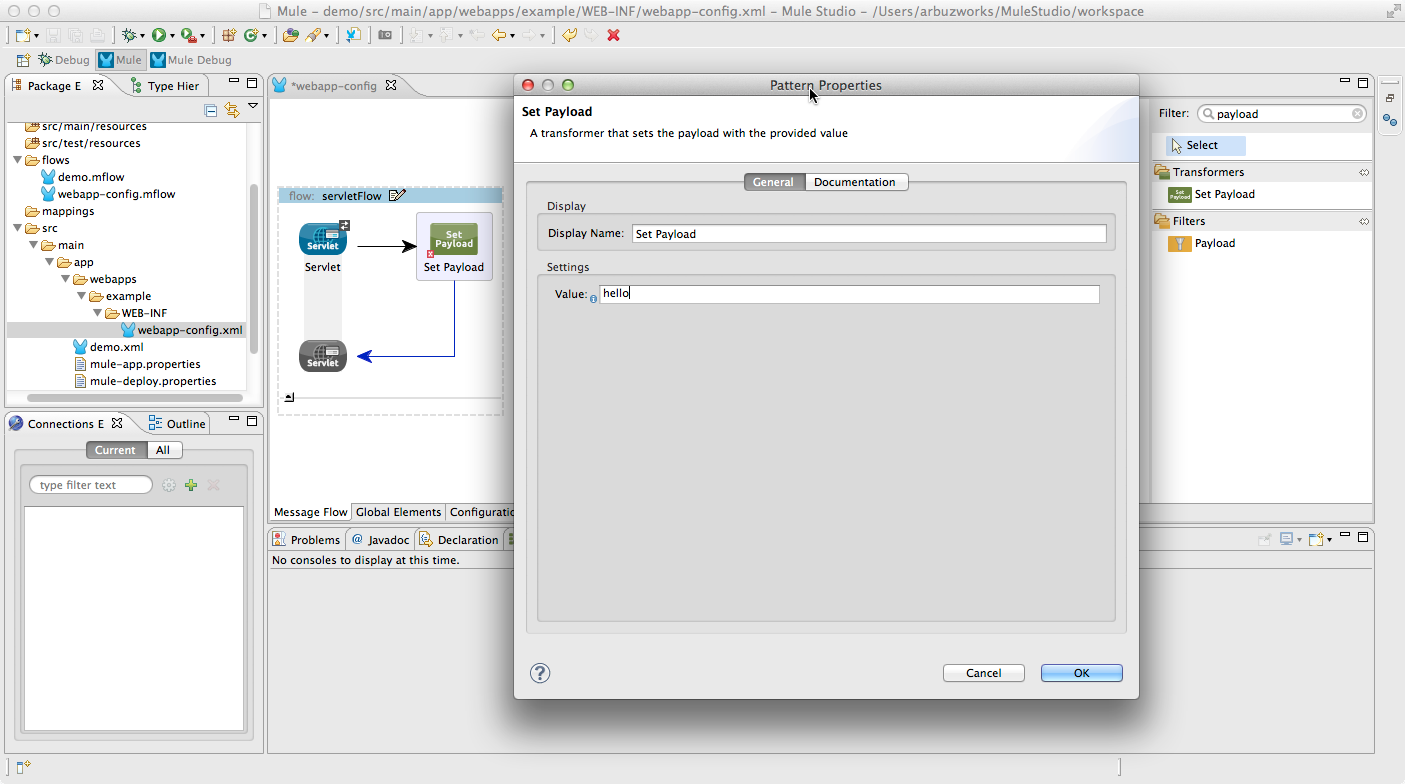 Mule – demo/src/main/app/webapps/example/WEB-INF/webapp-config.xml – Mule Studio – /Users/arbuzworks/MuleStudio/workspace
Debug Mule Mule Debug
Package E Type Hier
src/main/resources
src/test/resources
flows
demo.mflow
webapp-config.mflow
mappings
src
main
app
webapps
example
WEB-INF
webapp-config.xml
demo.xml
mule-app.properties
mule-deploy.properties
Connections E Outline
Current All
type filter text
*webapp-config
flow: servletFlow
Servlet
Servlet
Set
Payload
Set Payload
Servlet
Message Flow Global Elements Configuratio
Problems @ Javadoc Declaration
No consoles to display at this time.
Pattern Properties
Set Payload
A transformer that sets the payload with the provided value
General Documentation
Display
Display Name: Set Payload
Settings
Value: hello
? Cancel OK
Filter: payload
Select
Transformers
Set
Payload
Set Payload
Filters
Payload